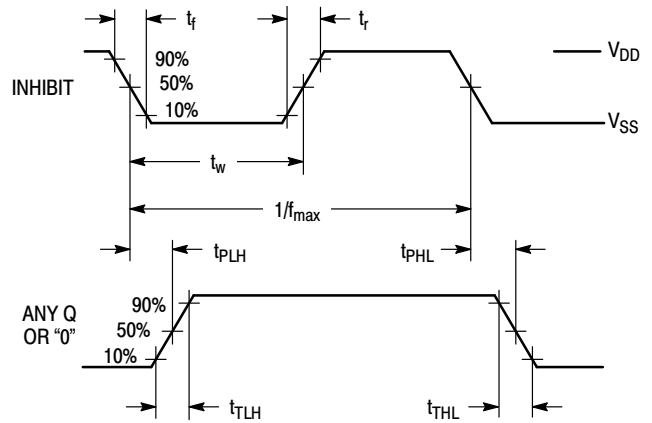 t_f
t_r
90%
V_DD
INHIBIT
50%
10%
V_SS
t_w
1/f_max
t_PLH
t_PHL
90%
ANY Q
OR “0”
50%
10%
t_TLH
t_THL